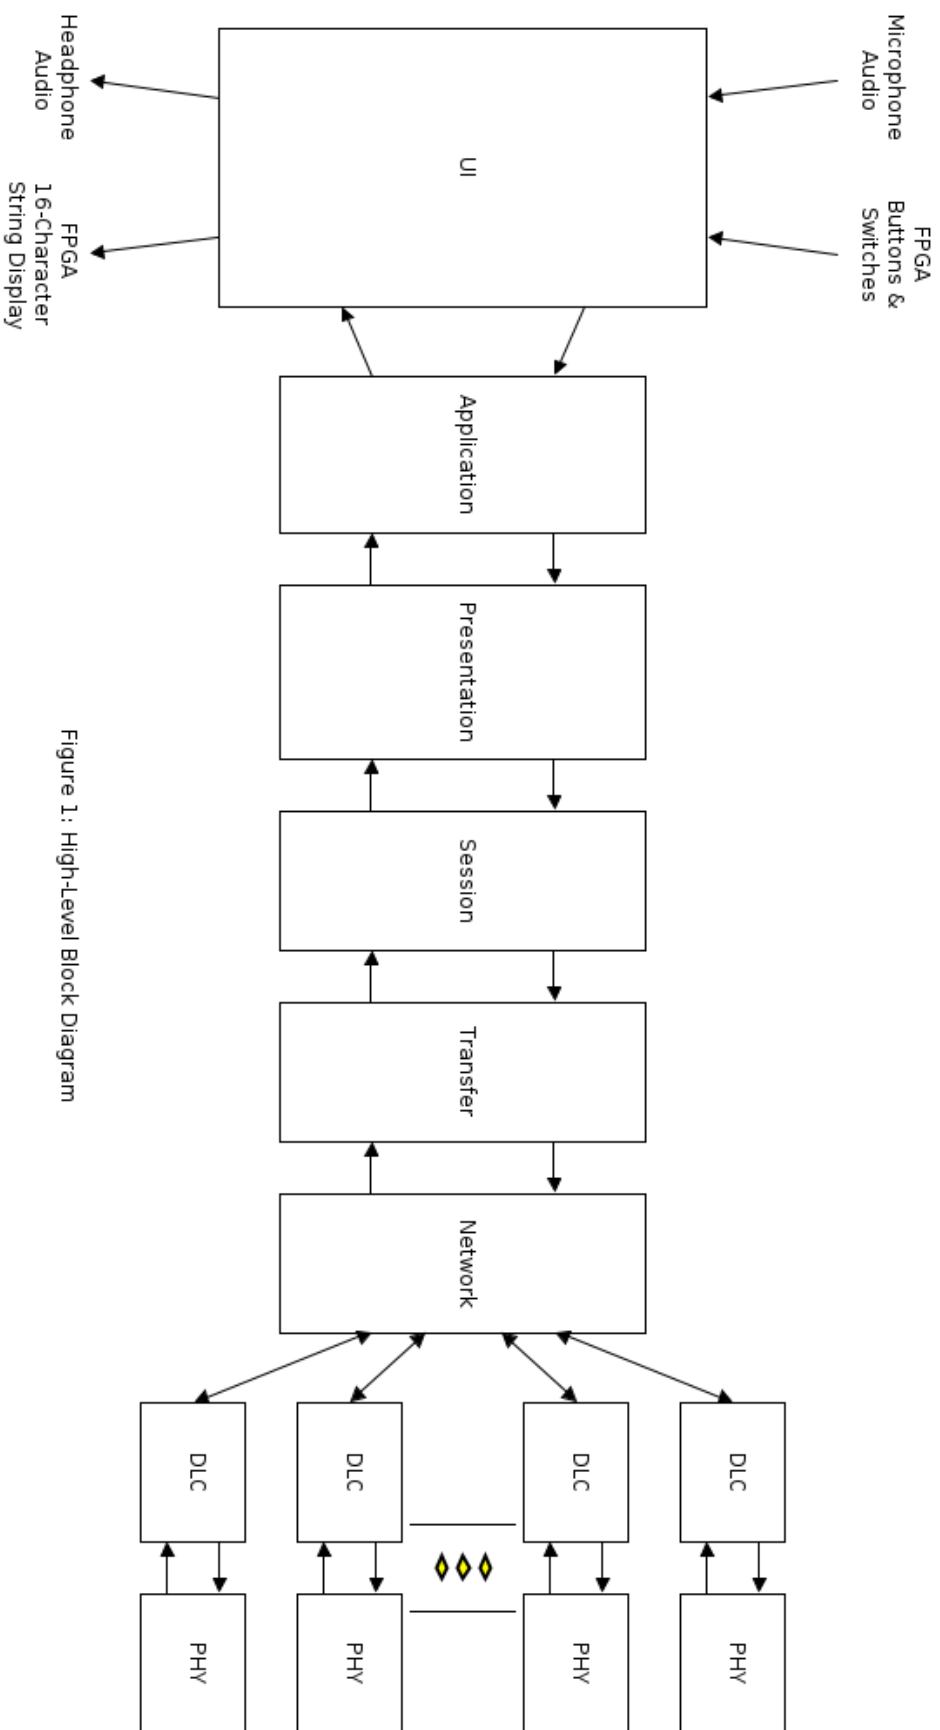 Microphone
Audio
FPGA
Buttons &
Switches
UI
Headphone
Audio
FPGA
16-Character
String Display
Application
Presentation
Session
Transfer
Network
DLC
DLC
DLC
DLC
PHY
PHY
PHY
PHY
Figure 1: High-Level Block Diagram